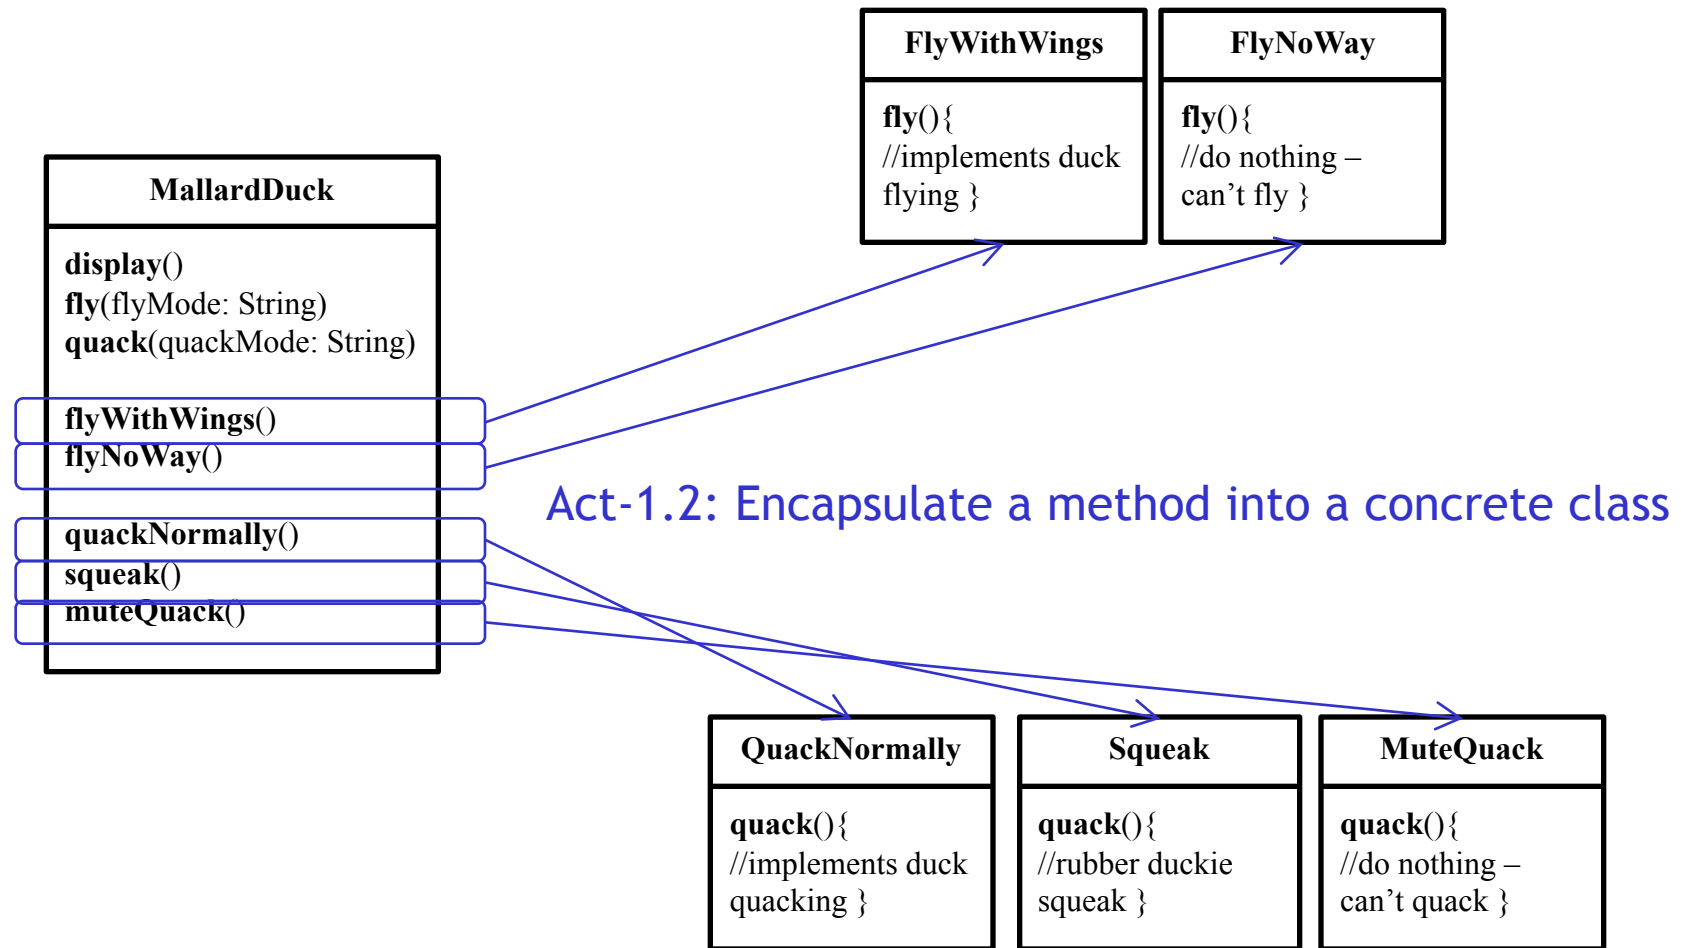 FlyWithWings
fly(){
//implements duck
flying }
FlyNoWay
fly(){
//do nothing –
can’t fly }
MallardDuck
display()
fly(flyMode: String)
quack(quackMode: String)
flyWithWings()
flyNoWay()
quackNormally()
squeak()
muteQuack()
Act-1.2: Encapsulate a method into a concrete class
QuackNormally
quack(){
//implements duck
quacking }
Squeak
quack(){
//rubber duckie
squeak }
MuteQuack
quack(){
//do nothing –
can’t quack }